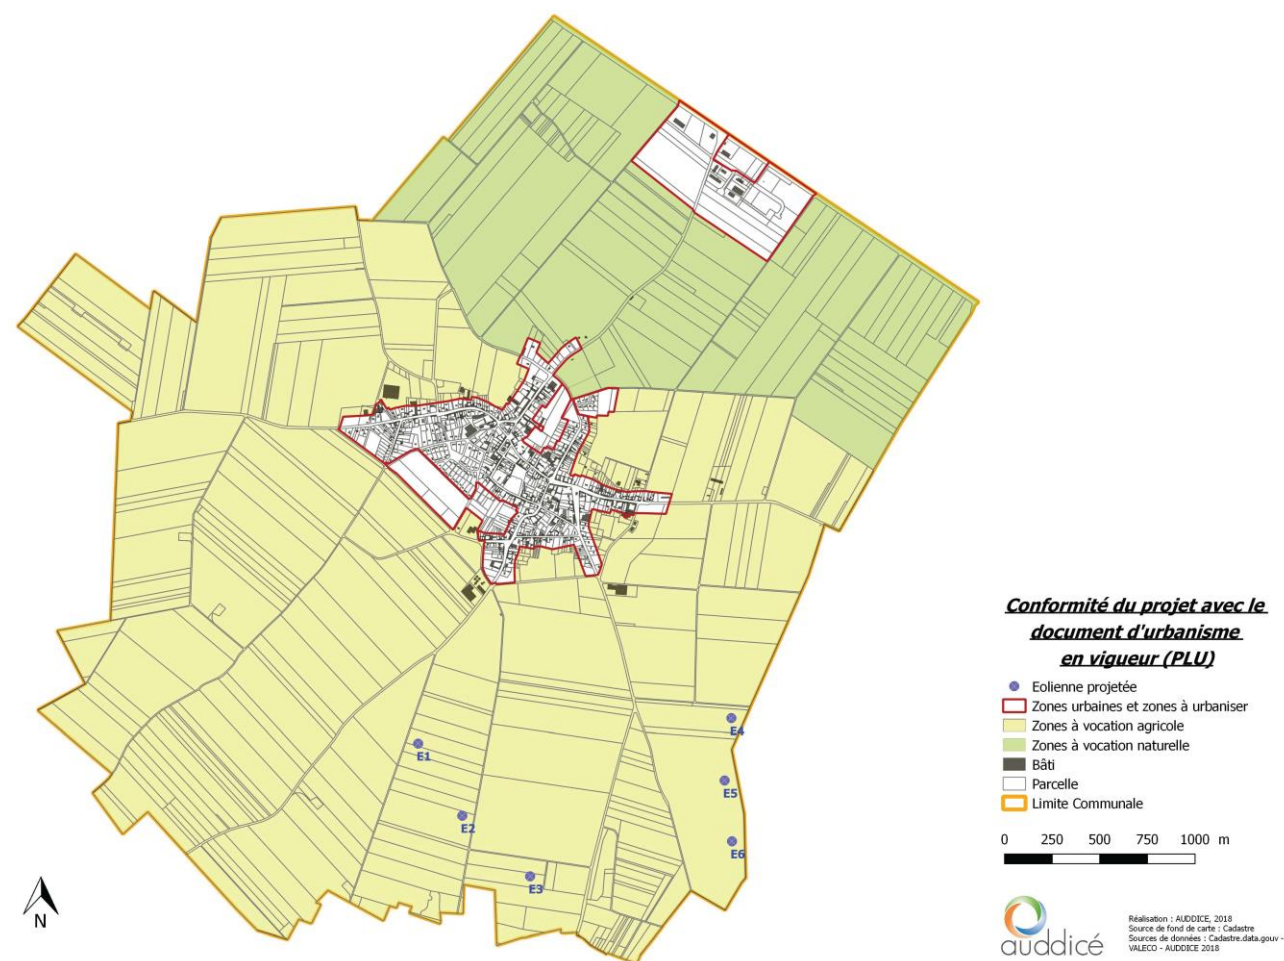 Conformité du projet avec le
document d'urbanisme
en vigueur (PLU)
Eolienne projetée
Zones urbaines et zones à urbaniser
Zones à vocation agricole
Zones à vocation naturelle
Bâti
Parcelle
Limite Communale
0 250 500 750 1000 m
E4
E1
E5
E2
E6
E3
N
auddicé
Réalisation : AUDDICE, 2018
Source de fond de carte : Cadastre
Sources de données : Cadastre.data.gouv -
VALECO - AUDDICE 2018